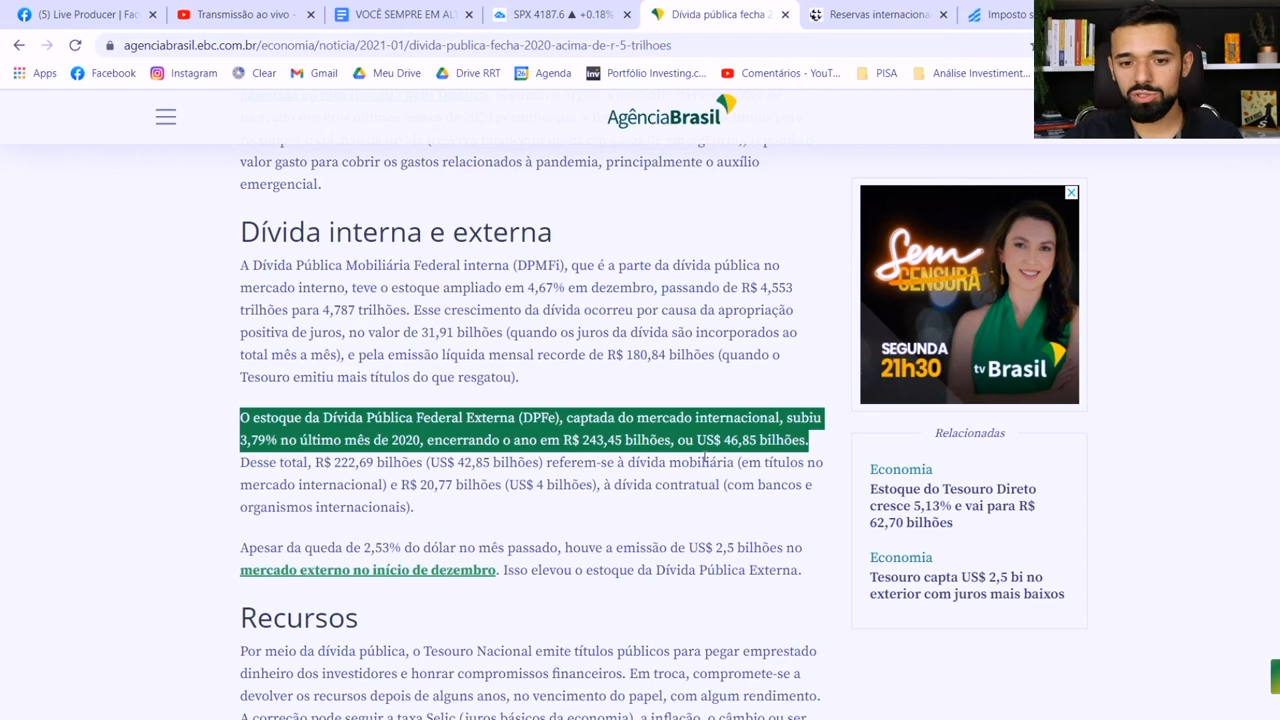 (5) Live Producer | Fac
Transmissão ao vivo -
VOCÊ SEMPRE EM AL
SPX 4187.6 ▲ +0.18%
Dívida pública fecha 2
Reservas internaciona
Imposto s
agenciabrasil.ebc.com.br/economia/noticia/2021-01/divida-publica-fecha-2020-acima-de-r-5-trilhoes
Apps
Facebook
Instagram
Clear
Gmail
Meu Drive
Drive RRT
Agenda
Portfólio Investing.c...
Comentários - YouT...
PISA
Análise Investiment...
AgênciaBrasil
valor gasto para cobrir os gastos relacionados à pandemia, principalmente o auxílio
emergencial.
Dívida interna e externa
A Dívida Pública Mobiliária Federal interna (DPMFi), que é a parte da dívida pública no
mercado interno, teve o estoque ampliado em 4,67% em dezembro, passando de R$ 4,553
trilhões para 4,787 trilhões. Esse crescimento da dívida ocorreu por causa da apropriação
positiva de juros, no valor de 31,91 bilhões (quando os juros da dívida são incorporados ao
total mês a mês), e pela emissão líquida mensal recorde de R$ 180,84 bilhões (quando o
Tesouro emitiu mais títulos do que resgatou).
O estoque da Dívida Pública Federal Externa (DPFe), captada do mercado internacional, subiu
3,79% no último mês de 2020, encerrando o ano em R$ 243,45 bilhões, ou US$ 46,85 bilhões.
Desse total, R$ 222,69 bilhões (US$ 42,85 bilhões) referem-se à dívida mobiliária (em títulos no
mercado internacional) e R$ 20,77 bilhões (US$ 4 bilhões), à dívida contratual (com bancos e
organismos internacionais).
Apesar da queda de 2,53% do dólar no mês passado, houve a emissão de US$ 2,5 bilhões no
mercado externo no início de dezembro. Isso elevou o estoque da Dívida Pública Externa.
Recursos
Por meio da dívida pública, o Tesouro Nacional emite títulos públicos para pegar emprestado
dinheiro dos investidores e honrar compromissos financeiros. Em troca, compromete-se a
devolver os recursos depois de alguns anos, no vencimento do papel, com algum rendimento.
A correção pode seguir a taxa Selic (juros básicos da economia), a inflação, o câmbio ou ser
Sem
CENSURA
SEGUNDA
21h30
tv Brasil
Relacionadas
Economia
Estoque do Tesouro Direto
cresce 5,13% e vai para R$
62,70 bilhões
Economia
Tesouro capta US$ 2,5 bi no
exterior com juros mais baixos